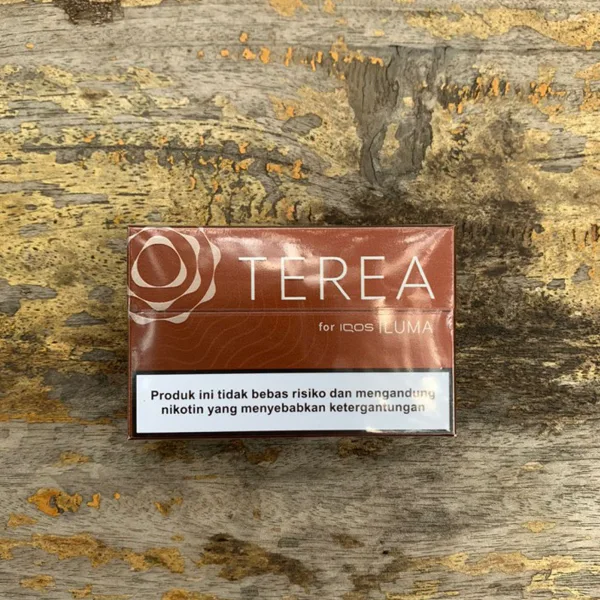 TEREA
for IQOS ILUMA
Produk ini tidak bebas risiko dan mengandung
nikotin yang menyebabkan ketergantungan